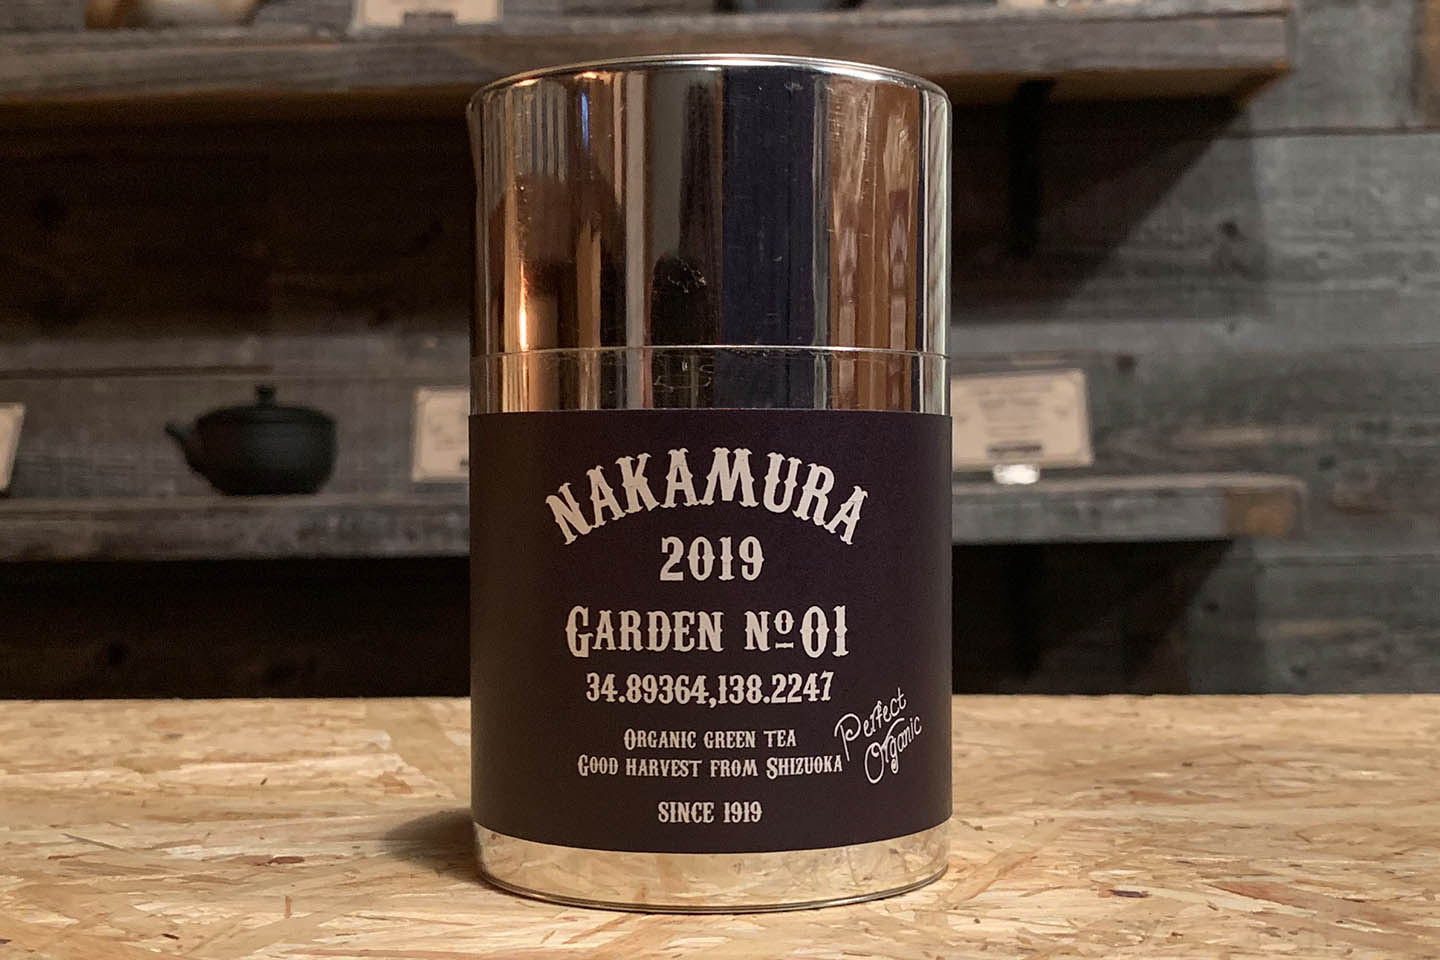 NAKAMURA
2019
GARDEN Nº01
34.89364,138.2247
Perfect
Organic
ORGANIC GREEN TEA
GOOD HARVEST FROM SHIZUOKA
SINCE 1919